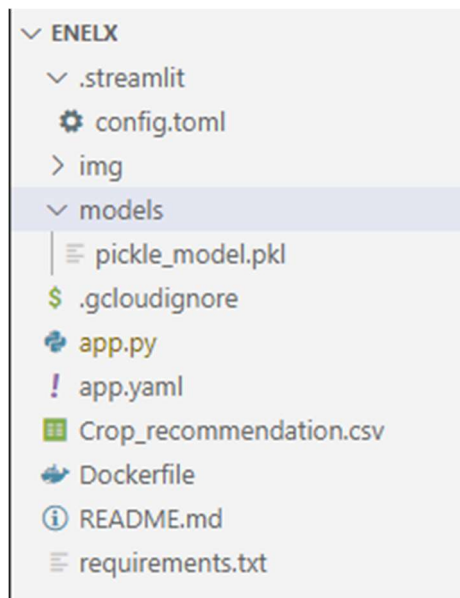 ENELX
.streamlit
config.toml
img
models
pickle_model.pkl
$ .gcloudignore
app.py
! app.yaml
Crop_recommendation.csv
Dockerfile
README.md
requirements.txt